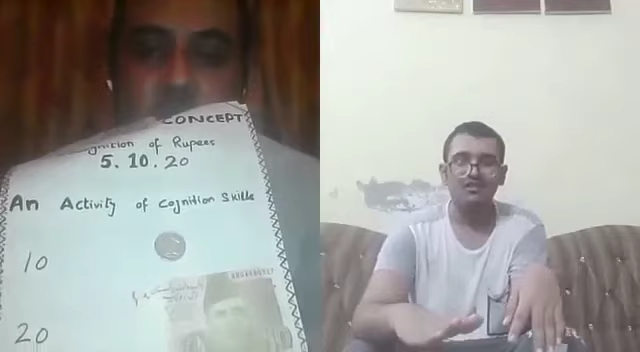 CONCEPT
of Rupees
5. 10. 20
An Activity of Cognition Skills
10
20